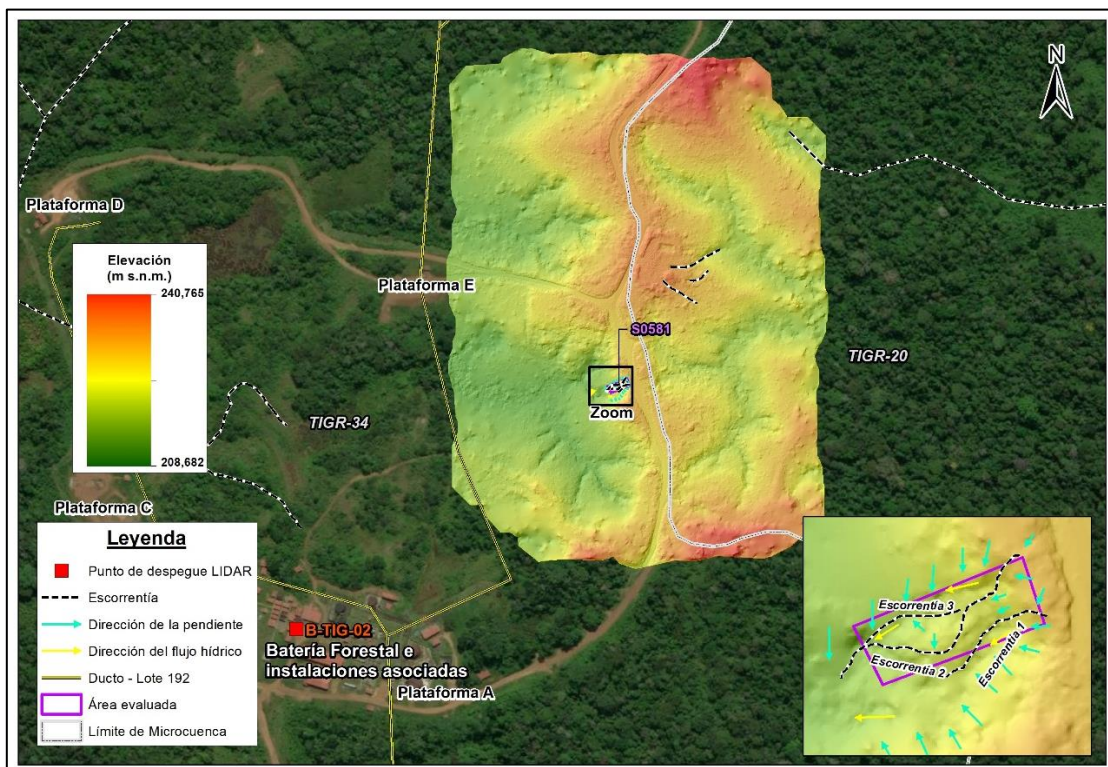 N
Plataforma D
Elevación
(m s.n.m.)
240,765
208,682
Plataforma E
S0581
Zoom
TIGR-20
TIGR-34
Plataforma C
Leyenda
Punto de despegue LIDAR
Escorrentía
Dirección de la pendiente
Dirección del flujo hídrico
Ducto - Lote 192
Área evaluada
Límite de Microcuenca
B-TIG-02
Batería Forestal e
instalaciones asociadas
Plataforma A
Escorrentía 3
Escorrentía 2
Escorrentía 1